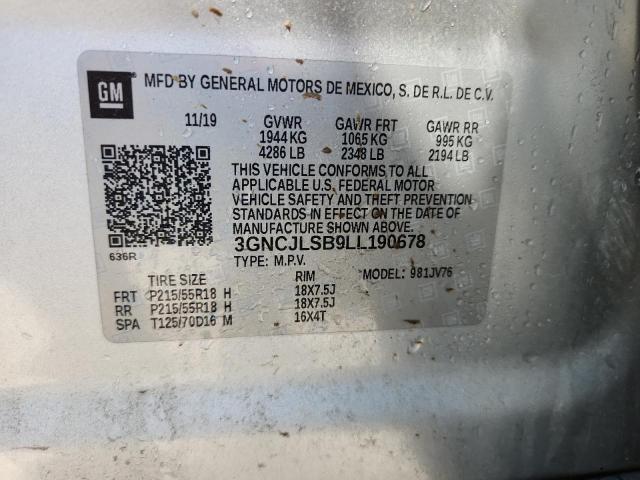 GM
MFD BY GENERAL MOTORS DE MEXICO, S. DE R.L. DE C.V.
11/19 GVWR GAWR FRT GAWR RR
1944 KG 1065 KG 995 KG
4286 LB 2348 LB 2194 LB
THIS VEHICLE CONFORMS TO ALL
APPLICABLE U.S. FEDERAL MOTOR
VEHICLE SAFETY AND THEFT PREVENTION
STANDARDS IN EFFECT ON THE DATE OF
MANUFACTURE SHOWN ABOVE.
3GNCJLSB9LL190678
636R
TYPE: M.P.V. MODEL: 981JV76
TIRE SIZE RIM
FRT P215/55R18 H 18X7.5J
RR P215/55R18 H 18X7.5J
SPA T125/70D16 M 16X4T